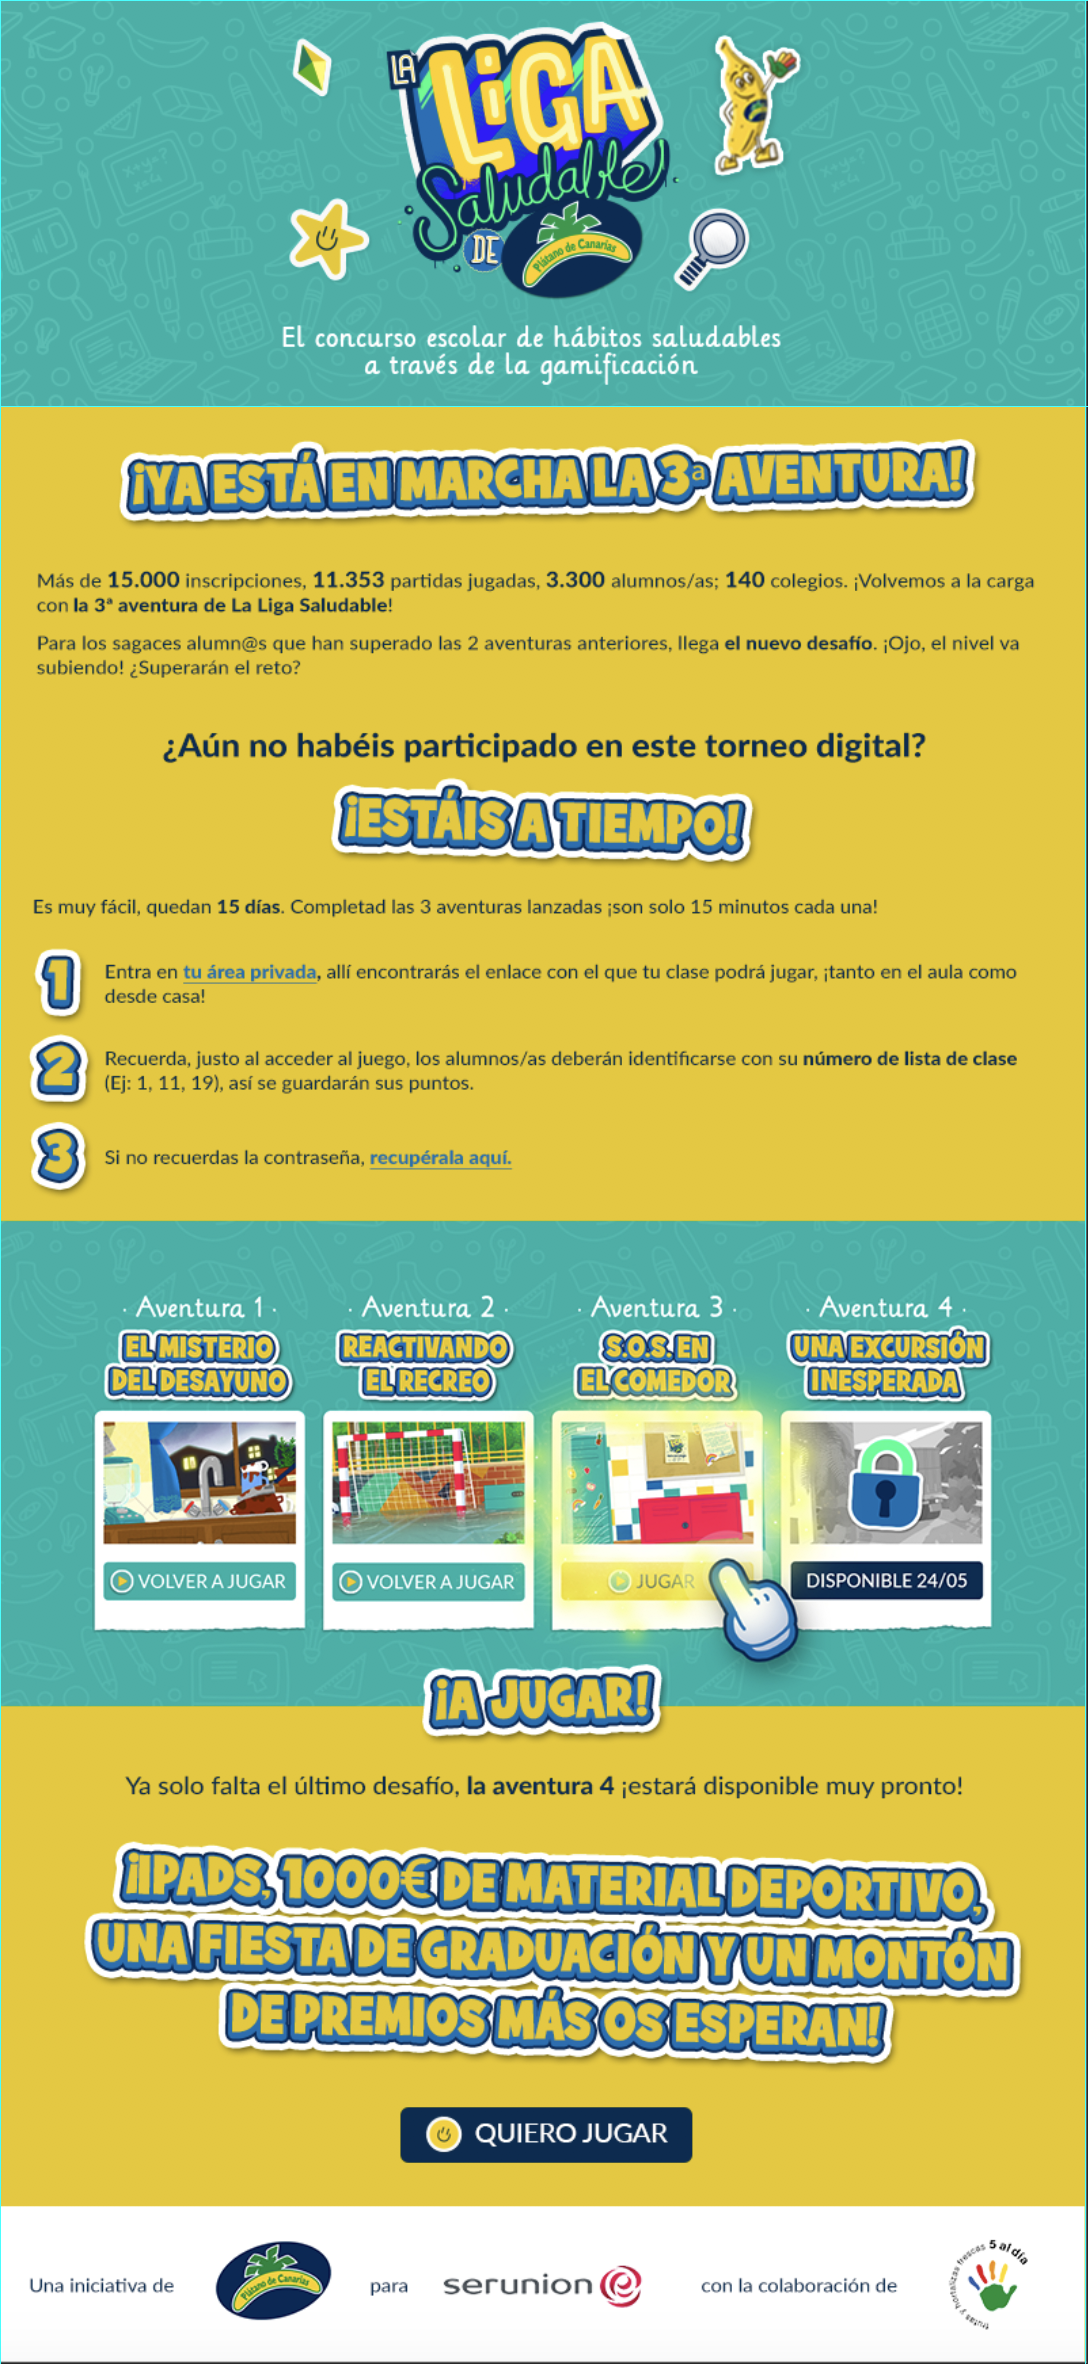 LA
LiGA
Saludable
DE
Plátano de Canarias
El concurso escolar de hábitos saludables
a través de la gamificación
¡YA ESTÁ EN MARCHA LA 3ª AVENTURA!
Más de 15.000 inscripciones, 11.353 partidas jugadas, 3.300 alumnos/as; 140 colegios. ¡Volvemos a la carga
con la 3ª aventura de La Liga Saludable!
Para los sagaces alumn@s que han superado las 2 aventuras anteriores, llega el nuevo desafío. ¡Ojo, el nivel va
subiendo! ¿Superarán el reto?
¿Aún no habéis participado en este torneo digital?
¡ESTÁIS A TIEMPO!
Es muy fácil, quedan 15 días. Completad las 3 aventuras lanzadas ¡son solo 15 minutos cada una!
1
Entra en tu área privada, allí encontrarás el enlace con el que tu clase podrá jugar, ¡tanto en el aula como
desde casa!
2
Recuerda, justo al acceder al juego, los alumnos/as deberán identificarse con su número de lista de clase
(Ej: 1, 11, 19), así se guardarán sus puntos.
3
Si no recuerdas la contraseña, recupérala aquí.
· Aventura 1 ·
EL MISTERIO
DEL DESAYUNO
VOLVER A JUGAR
· Aventura 2 ·
REACTIVANDO
EL RECREO
VOLVER A JUGAR
· Aventura 3 ·
S.O.S. EN
EL COMEDOR
JUGAR
· Aventura 4 ·
UNA EXCURSIÓN
INESPERADA
DISPONIBLE 24/05
¡A JUGAR!
Ya solo falta el último desafío, la aventura 4 ¡estará disponible muy pronto!
¡IPADS, 1000€ DE MATERIAL DEPORTIVO,
UNA FIESTA DE GRADUACIÓN Y UN MONTÓN
DE PREMIOS MÁS OS ESPERAN!
QUIERO JUGAR
Una iniciativa de
Plátano de Canarias
para
serunion
con la colaboración de
frutas y hortalizas frescas 5 al día